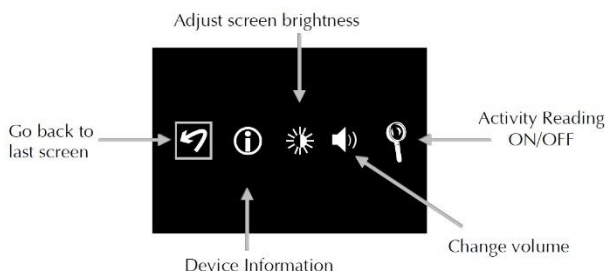 Adjust screen brightness
Go back to
last screen
Activity Reading
ON/OFF
Change volume
Device Information